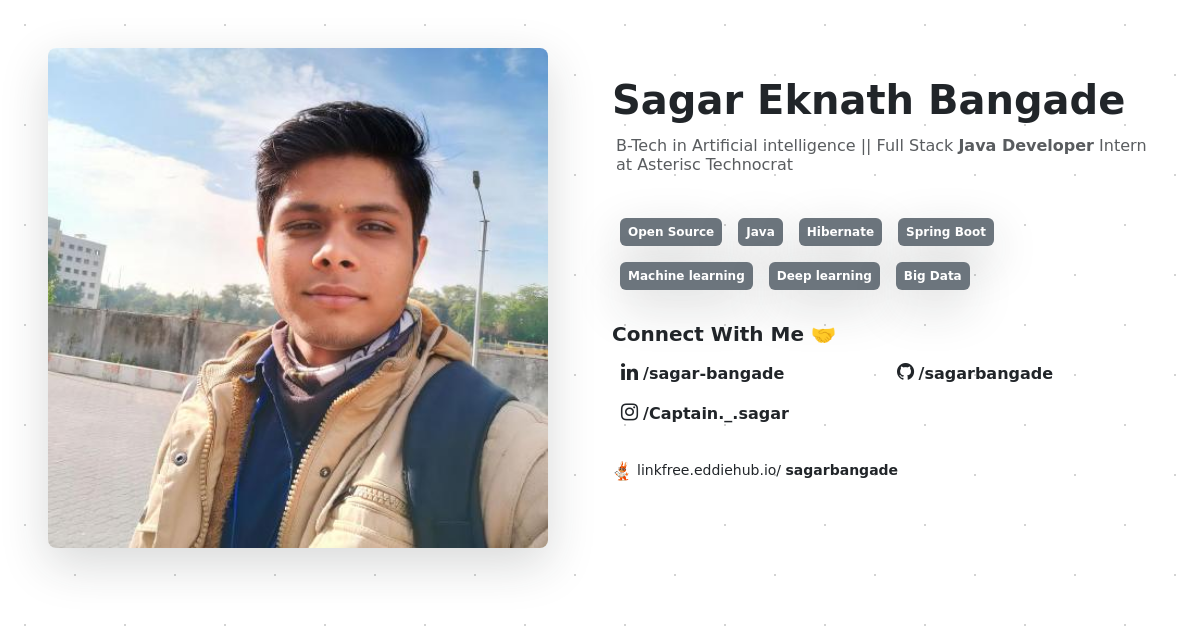 Sagar Eknath Bangade
B-Tech in Artificial intelligence || Full Stack Java Developer Intern
at Asterisc Technocrat
Open Source Java Hibernate Spring Boot
Machine learning Deep learning Big Data
Connect With Me 🤝
/sagar-bangade /sagarbangade
/Captain._.sagar
linkfree.eddiehub.io/ sagarbangade